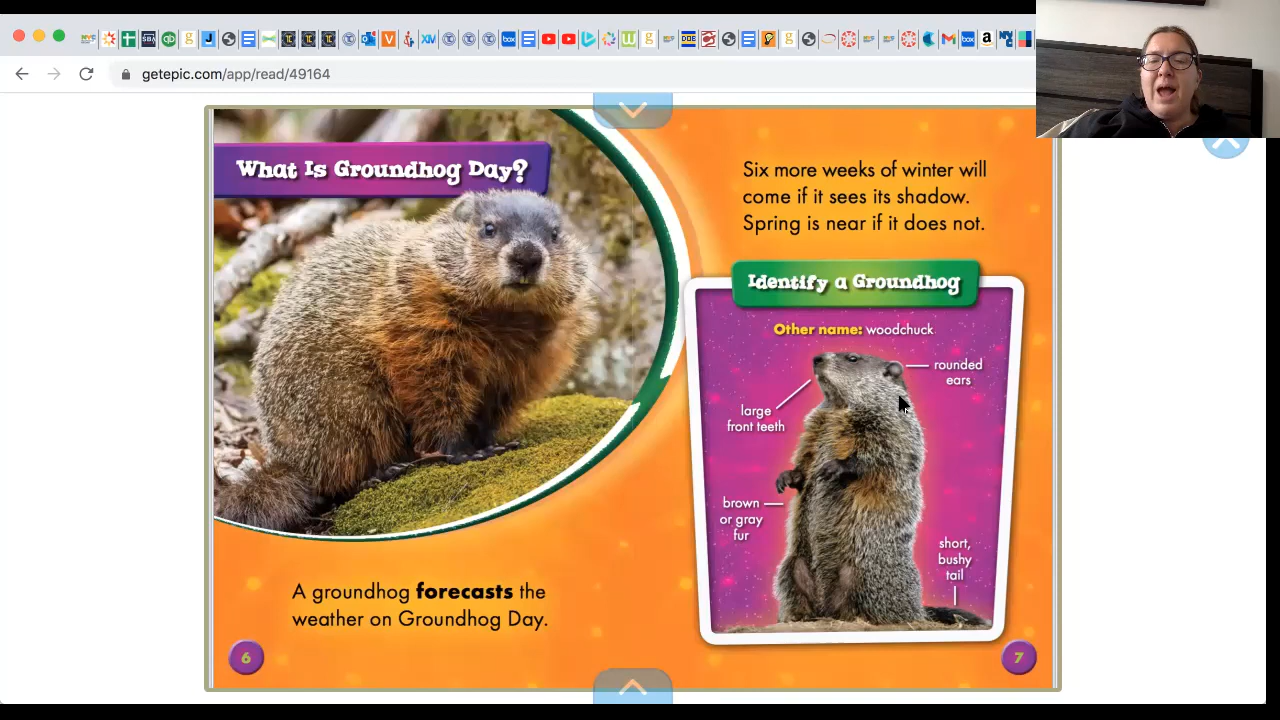 getepic.com/app/read/49164
What Is Groundhog Day?
A groundhog forecasts the
weather on Groundhog Day.
6
Six more weeks of winter will
come if it sees its shadow.
Spring is near if it does not.
Identify a Groundhog
Other name: woodchuck
rounded
ears
large
front teeth
brown
or gray
fur
short,
bushy
tail
7